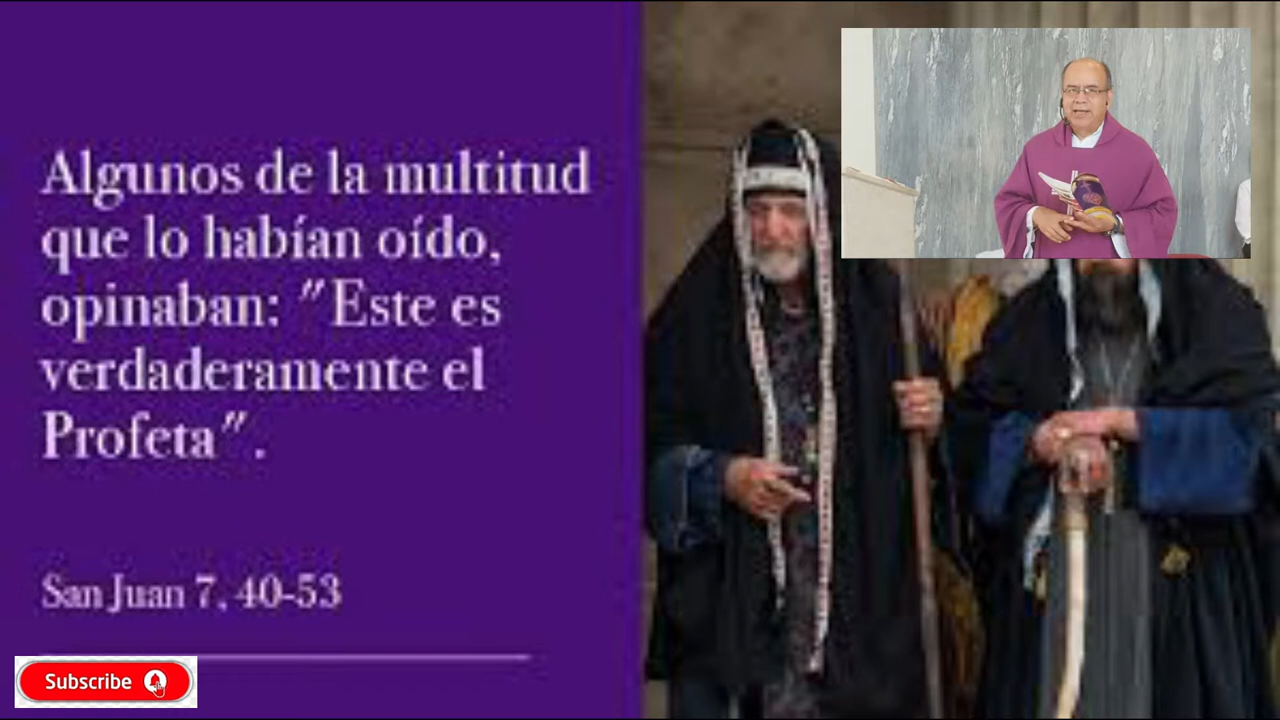 Algunos de la multitud
que lo habían oído,
opinaban: "Este es
verdaderamente el
Profeta".
San Juan 7, 40-53
Subscribe